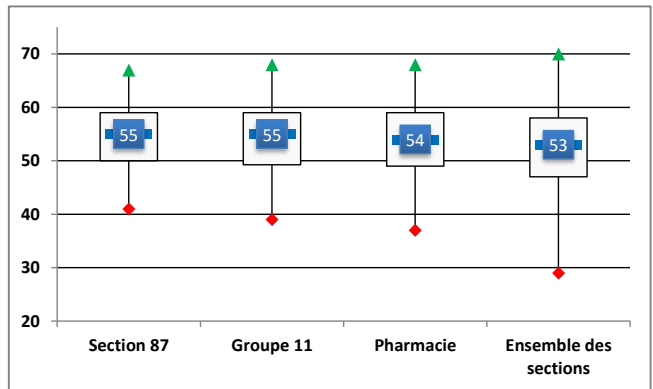 70
60
50
40
30
20
55
55
54
53
Section 87
Groupe 11
Pharmacie
Ensemble des
sections